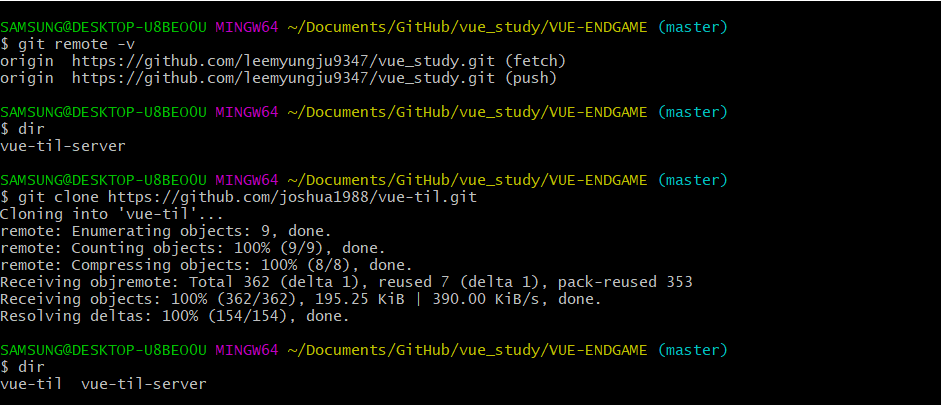 SAMSUNG@DESKTOP-U8BEO0U MINGW64 ~/Documents/GitHub/vue_study/VUE-ENDGAME (master)
$ git remote -v
origin  https://github.com/leemyungju9347/vue_study.git (fetch)
origin  https://github.com/leemyungju9347/vue_study.git (push)
SAMSUNG@DESKTOP-U8BEO0U MINGW64 ~/Documents/GitHub/vue_study/VUE-ENDGAME (master)
$ dir
vue-til-server
SAMSUNG@DESKTOP-U8BEO0U MINGW64 ~/Documents/GitHub/vue_study/VUE-ENDGAME (master)
$ git clone https://github.com/joshua1988/vue-til.git
Cloning into 'vue-til'...
remote: Enumerating objects: 9, done.
remote: Counting objects: 100% (9/9), done.
remote: Compressing objects: 100% (8/8), done.
Receiving objremote: Total 362 (delta 1), reused 7 (delta 1), pack-reused 353
Receiving objects: 100% (362/362), 195.25 KiB | 390.00 KiB/s, done.
Resolving deltas: 100% (154/154), done.
SAMSUNG@DESKTOP-U8BEO0U MINGW64 ~/Documents/GitHub/vue_study/VUE-ENDGAME (master)
$ dir
vue-til  vue-til-server